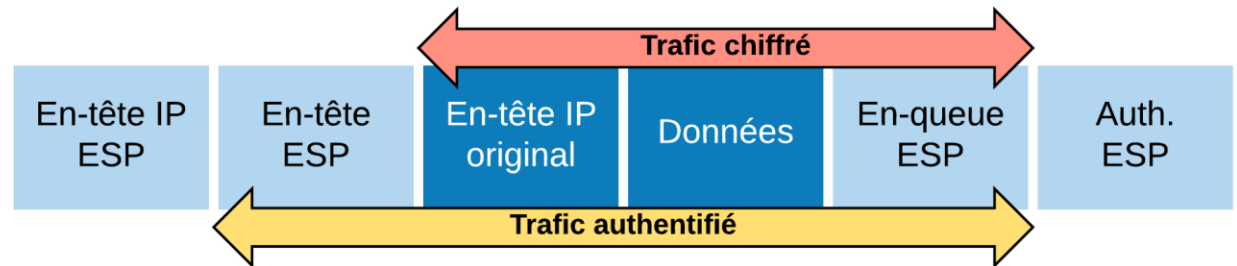 Trafic chiffré
En-tête IP
ESP
En-tête
ESP
En-tête IP
original
Données
En-queue
ESP
Auth.
ESP
Trafic authentifié